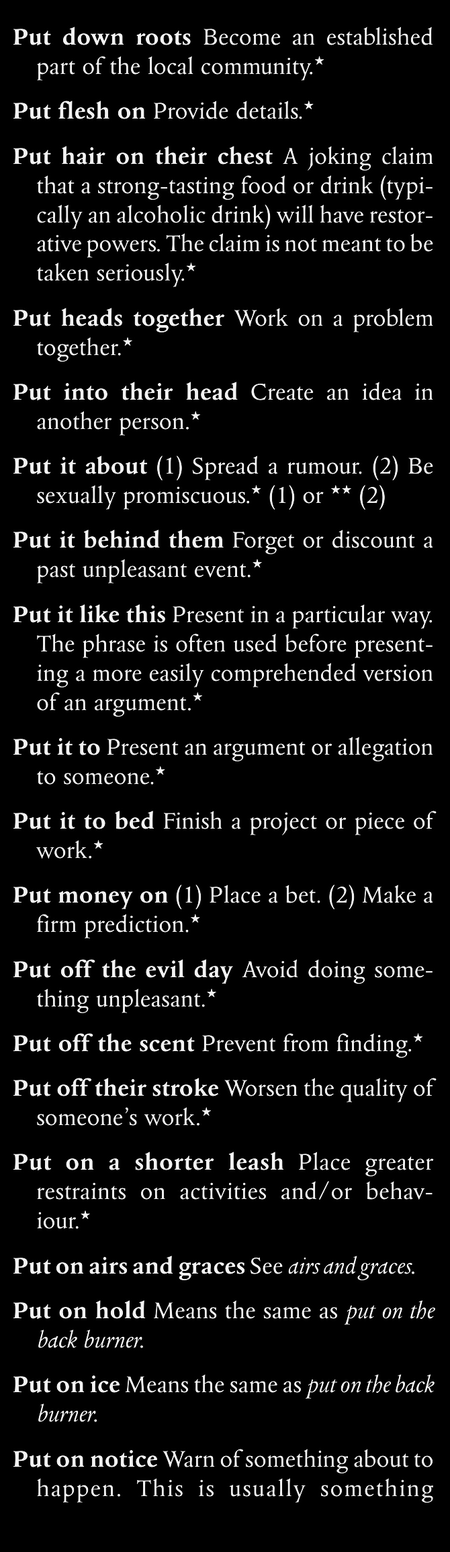 Put down roots Become an established
part of the local community.★
Put flesh on Provide details.★
Put hair on their chest A joking claim
that a strong-tasting food or drink (typi-
cally an alcoholic drink) will have restor-
ative powers. The claim is not meant to be
taken seriously.★
Put heads together Work on a problem
together.★
Put into their head Create an idea in
another person.★
Put it about (1) Spread a rumour. (2) Be
sexually promiscuous.★ (1) or ★★ (2)
Put it behind them Forget or discount a
past unpleasant event.★
Put it like this Present in a particular way.
The phrase is often used before present-
ing a more easily comprehended version
of an argument.★
Put it to Present an argument or allegation
to someone.★
Put it to bed Finish a project or piece of
work.★
Put money on (1) Place a bet. (2) Make a
firm prediction.★
Put off the evil day Avoid doing some-
thing unpleasant.★
Put off the scent Prevent from finding.★
Put off their stroke Worsen the quality of
someone’s work.★
Put on a shorter leash Place greater
restraints on activities and/or behav-
iour.★
Put on airs and graces See airs and graces.
Put on hold Means the same as put on the
back burner.
Put on ice Means the same as put on the back
burner.
Put on notice Warn of something about to
happen. This is usually something